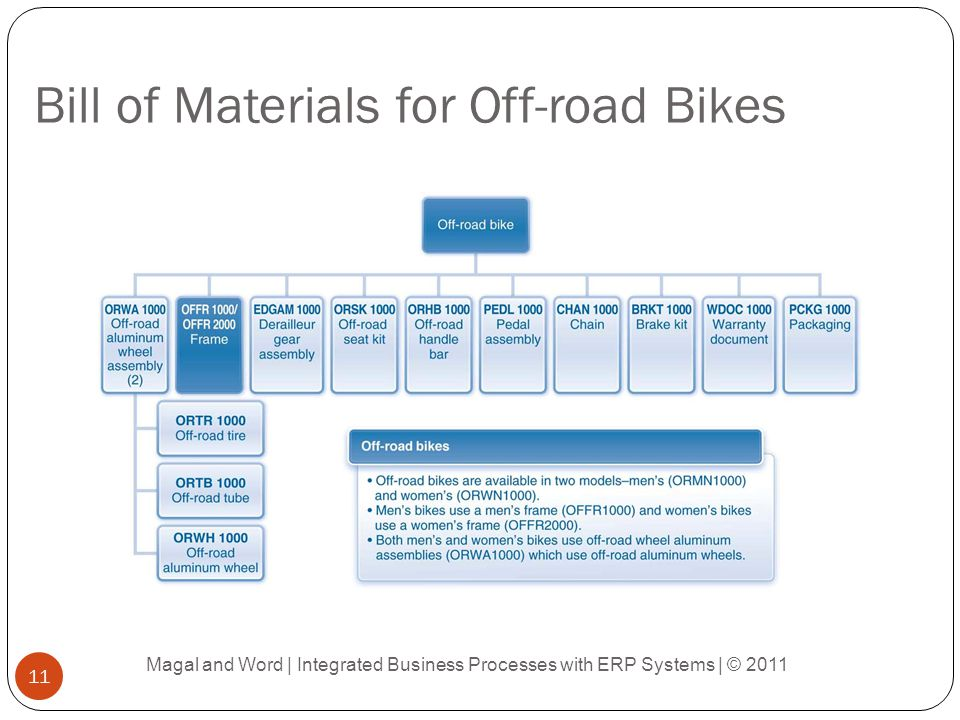 Bill of Materials for Off-road Bikes
Off-road bike
ORWA 1000
Off-road
aluminum
wheel
assembly
(2)
OFFR 1000/
OFFR 2000
Frame
EDGAM 1000
Derailleur
gear
assembly
ORSK 1000
Off-road
seat kit
ORHB 1000
Off-road
handle
bar
PEDL 1000
Pedal
assembly
CHAN 1000
Chain
BRKT 1000
Brake kit
WDOC 1000
Warranty
document
PCKG 1000
Packaging
ORTR 1000
Off-road tire
ORTB 1000
Off-road tube
ORWH 1000
Off-road
aluminum wheel
Off-road bikes
• Off-road bikes are available in two models–men's (ORMN1000)
and women's (ORWN1000).
• Men's bikes use a men's frame (OFFR1000) and women's bikes
use a women's frame (OFFR2000).
• Both men's and women's bikes use off-road wheel aluminum
assemblies (ORWA1000) which use off-road aluminum wheels.
11
Magal and Word | Integrated Business Processes with ERP Systems | © 2011